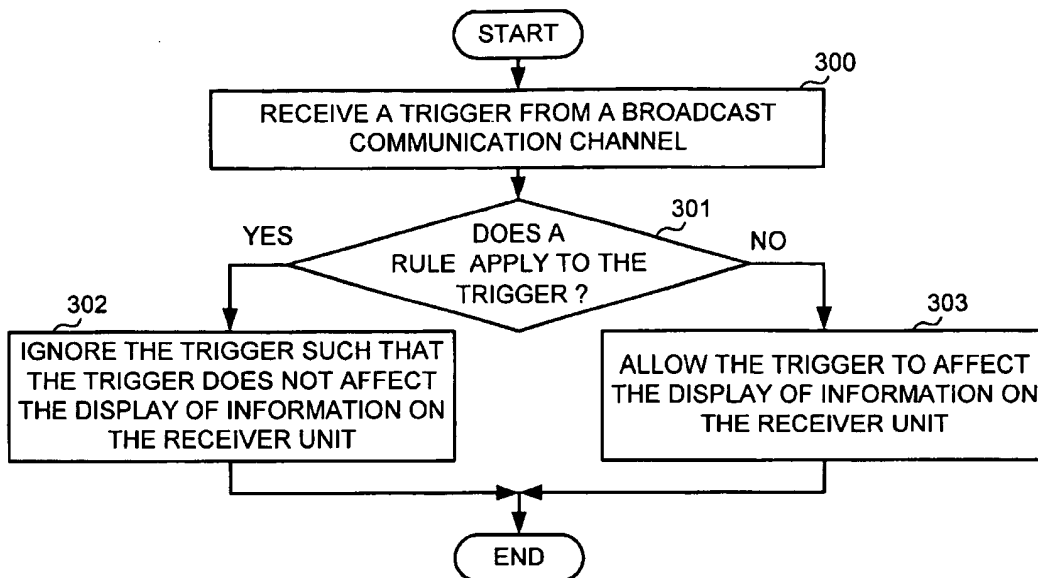 START
300
RECEIVE A TRIGGER FROM A BROADCAST
COMMUNICATION CHANNEL
301
YES
DOES A
RULE APPLY TO THE
TRIGGER ?
NO
302
IGNORE THE TRIGGER SUCH THAT
THE TRIGGER DOES NOT AFFECT
THE DISPLAY OF INFORMATION ON
THE RECEIVER UNIT
303
ALLOW THE TRIGGER TO AFFECT
THE DISPLAY OF INFORMATION ON
THE RECEIVER UNIT
END